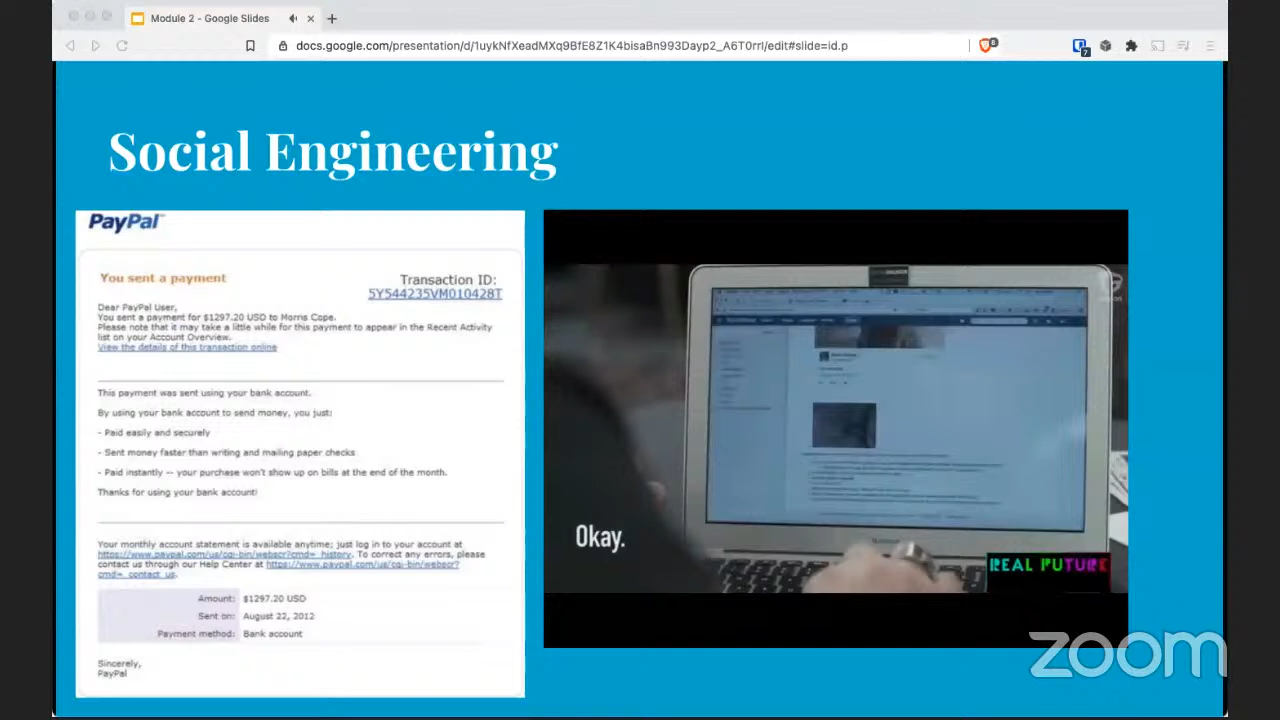 Module 2 - Google Slides
docs.google.com/presentation/d/1uykNfXeadMXq9BfE8Z1K4bisaBn993Dayp2_A6T0rrI/edit#slide=id.p
8
7
Social Engineering
PayPal
You sent a payment
Transaction ID:
5Y544235VM010428T
Dear PayPal User,
You sent a payment for $1297.20 USD to Morris Cope.
Please note that it may take a little while for this payment to appear in the Recent Activity
list on your Account Overview.
View the details of this transaction online
This payment was sent using your bank account.
By using your bank account to send money, you just:
- Paid easily and securely
- Sent money faster than writing and mailing paper checks
- Paid instantly -- your purchase won't show up on bills at the end of the month.
Thanks for using your bank account!
Your monthly account statement is available anytime; just log in to your account at
https://www.paypal.com/us/cgi-bin/webscr?cmd=_history. To correct any errors, please
contact us through our Help Center at https://www.paypal.com/us/cgi-bin/webscr?
cmd=_contact_us.
Amount: $1297.20 USD
Sent on: August 22, 2012
Payment method: Bank account
Sincerely,
PayPal
Okay.
REAL FUTURE
zoom